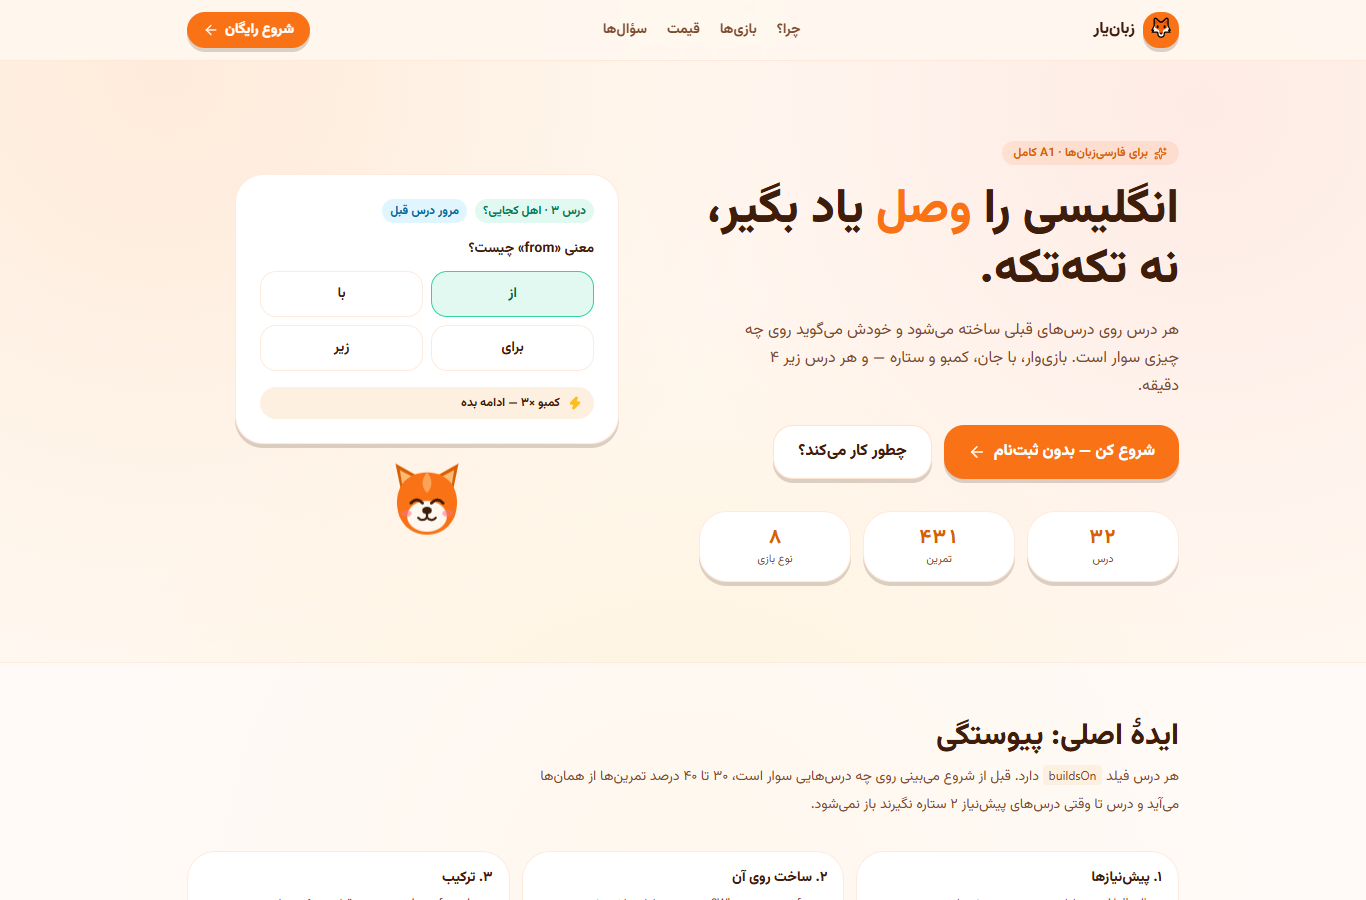 زبان‌یار
چرا؟
بازی‌ها
قیمت
سؤال‌ها
شروع رایگان ←
برای فارسی‌زبان‌ها · A1 کامل
انگلیسی را وصل یاد بگیر،
نه تکه‌تکه.
هر درس روی درس‌های قبلی ساخته می‌شود و خودش می‌گوید روی چه
چیزی سوار است. بازی‌وار، با جان، کمبو و ستاره — و هر درس زیر ۴
دقیقه.
شروع کن — بدون ثبت‌نام ←
چطور کار می‌کند؟
۳۲
درس
۴۳۱
تمرین
۸
نوع بازی
درس ۳ · اهل کجایی؟
مرور درس قبل
معنی «from» چیست؟
از
با
برای
زیر
کمبو ×۳ — ادامه بده
ایدهٔ اصلی: پیوستگی
هر درس فیلد buildsOn دارد. قبل از شروع می‌بینی روی چه درس‌هایی سوار است، ۳۰ تا ۴۰ درصد تمرین‌ها از همان‌ها
می‌آید و درس تا وقتی درس‌های پیش‌نیاز ۲ ستاره نگیرند باز نمی‌شود.
۱. پیش‌نیازها
۲. ساخت روی آن
۳. ترکیب